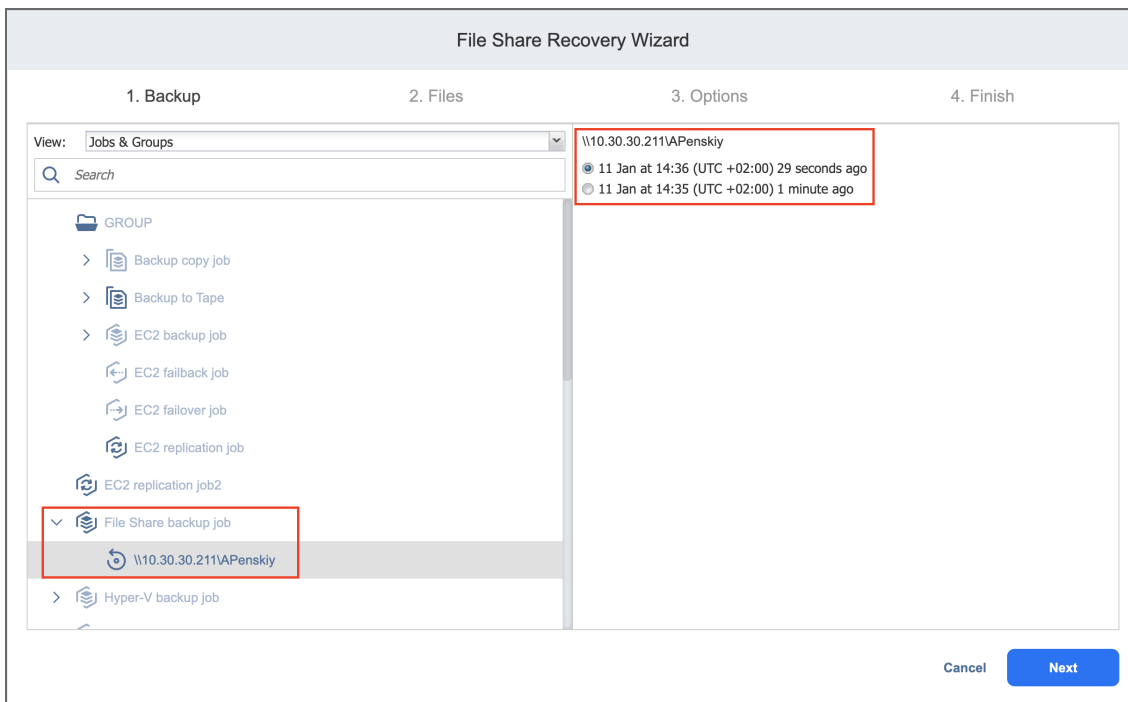 File Share Recovery Wizard
1. Backup
2. Files
3. Options
4. Finish
View: Jobs & Groups
Search
GROUP
Backup copy job
Backup to Tape
EC2 backup job
EC2 failback job
EC2 failover job
EC2 replication job
EC2 replication job2
File Share backup job
\\10.30.30.211\APenskiy
Hyper-V backup job
\\10.30.30.211\APenskiy
11 Jan at 14:36 (UTC +02:00) 29 seconds ago
11 Jan at 14:35 (UTC +02:00) 1 minute ago
Cancel
Next